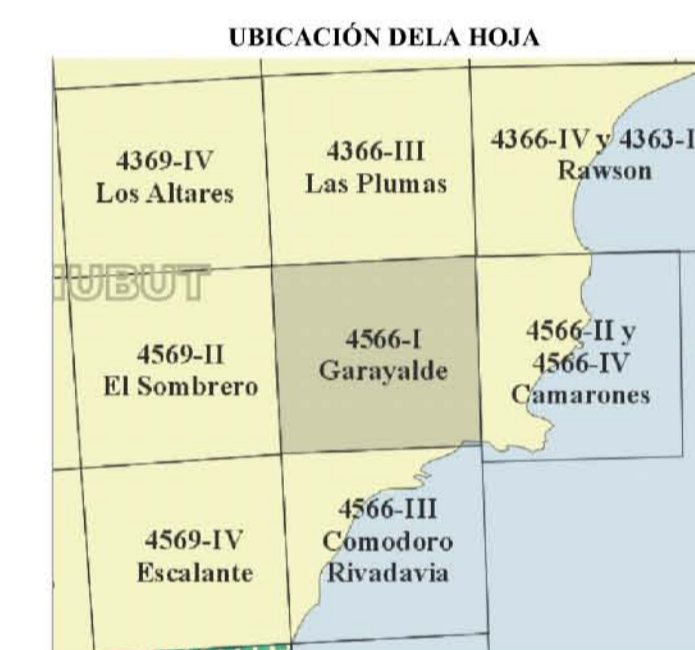 UBICACIÓN DELA HOJA
4369-IV
Los Altares
4366-III
Las Plumas
4366-IV y 4363-I
Rawson
HUBUT
4569-II
El Sombrero
4566-I
Garayalde
4566-II y
4566-IV
Camarones
4569-IV
Escalante
4566-III
Comodoro
Rivadavia